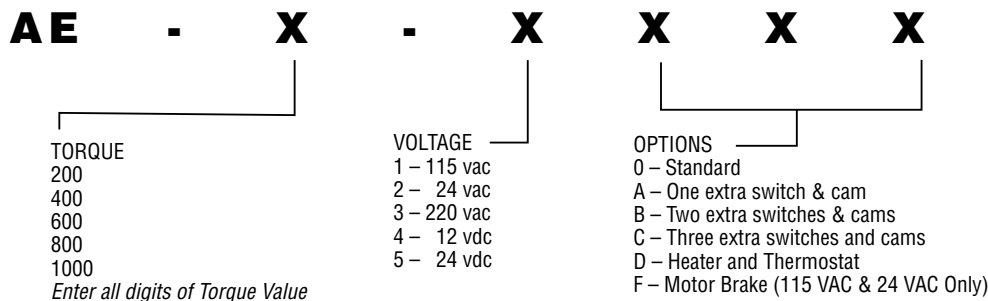 AE - X - X X X X
TORQUE
200
400
600
800
1000
Enter all digits of Torque Value
VOLTAGE
1 – 115 vac
2 – 24 vac
3 – 220 vac
4 – 12 vdc
5 – 24 vdc
OPTIONS
0 – Standard
A – One extra switch & cam
B – Two extra switches & cams
C – Three extra switches and cams
D – Heater and Thermostat
F – Motor Brake (115 VAC & 24 VAC Only)